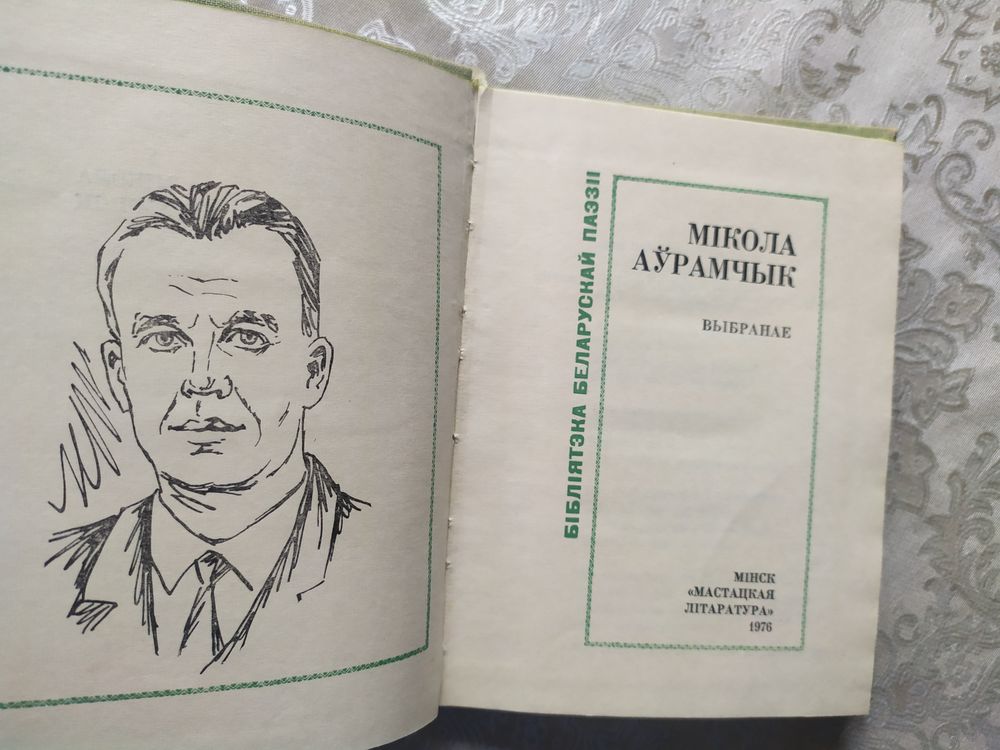 БІБЛІЯТЭКА БЕЛАРУСКАЙ ПАЭЗІІ
МІКОЛА
АЎРАМЧЫК
ВЫБРАНАЕ
МІНСК
«МАСТАЦКАЯ
ЛІТАРАТУРА»
1976